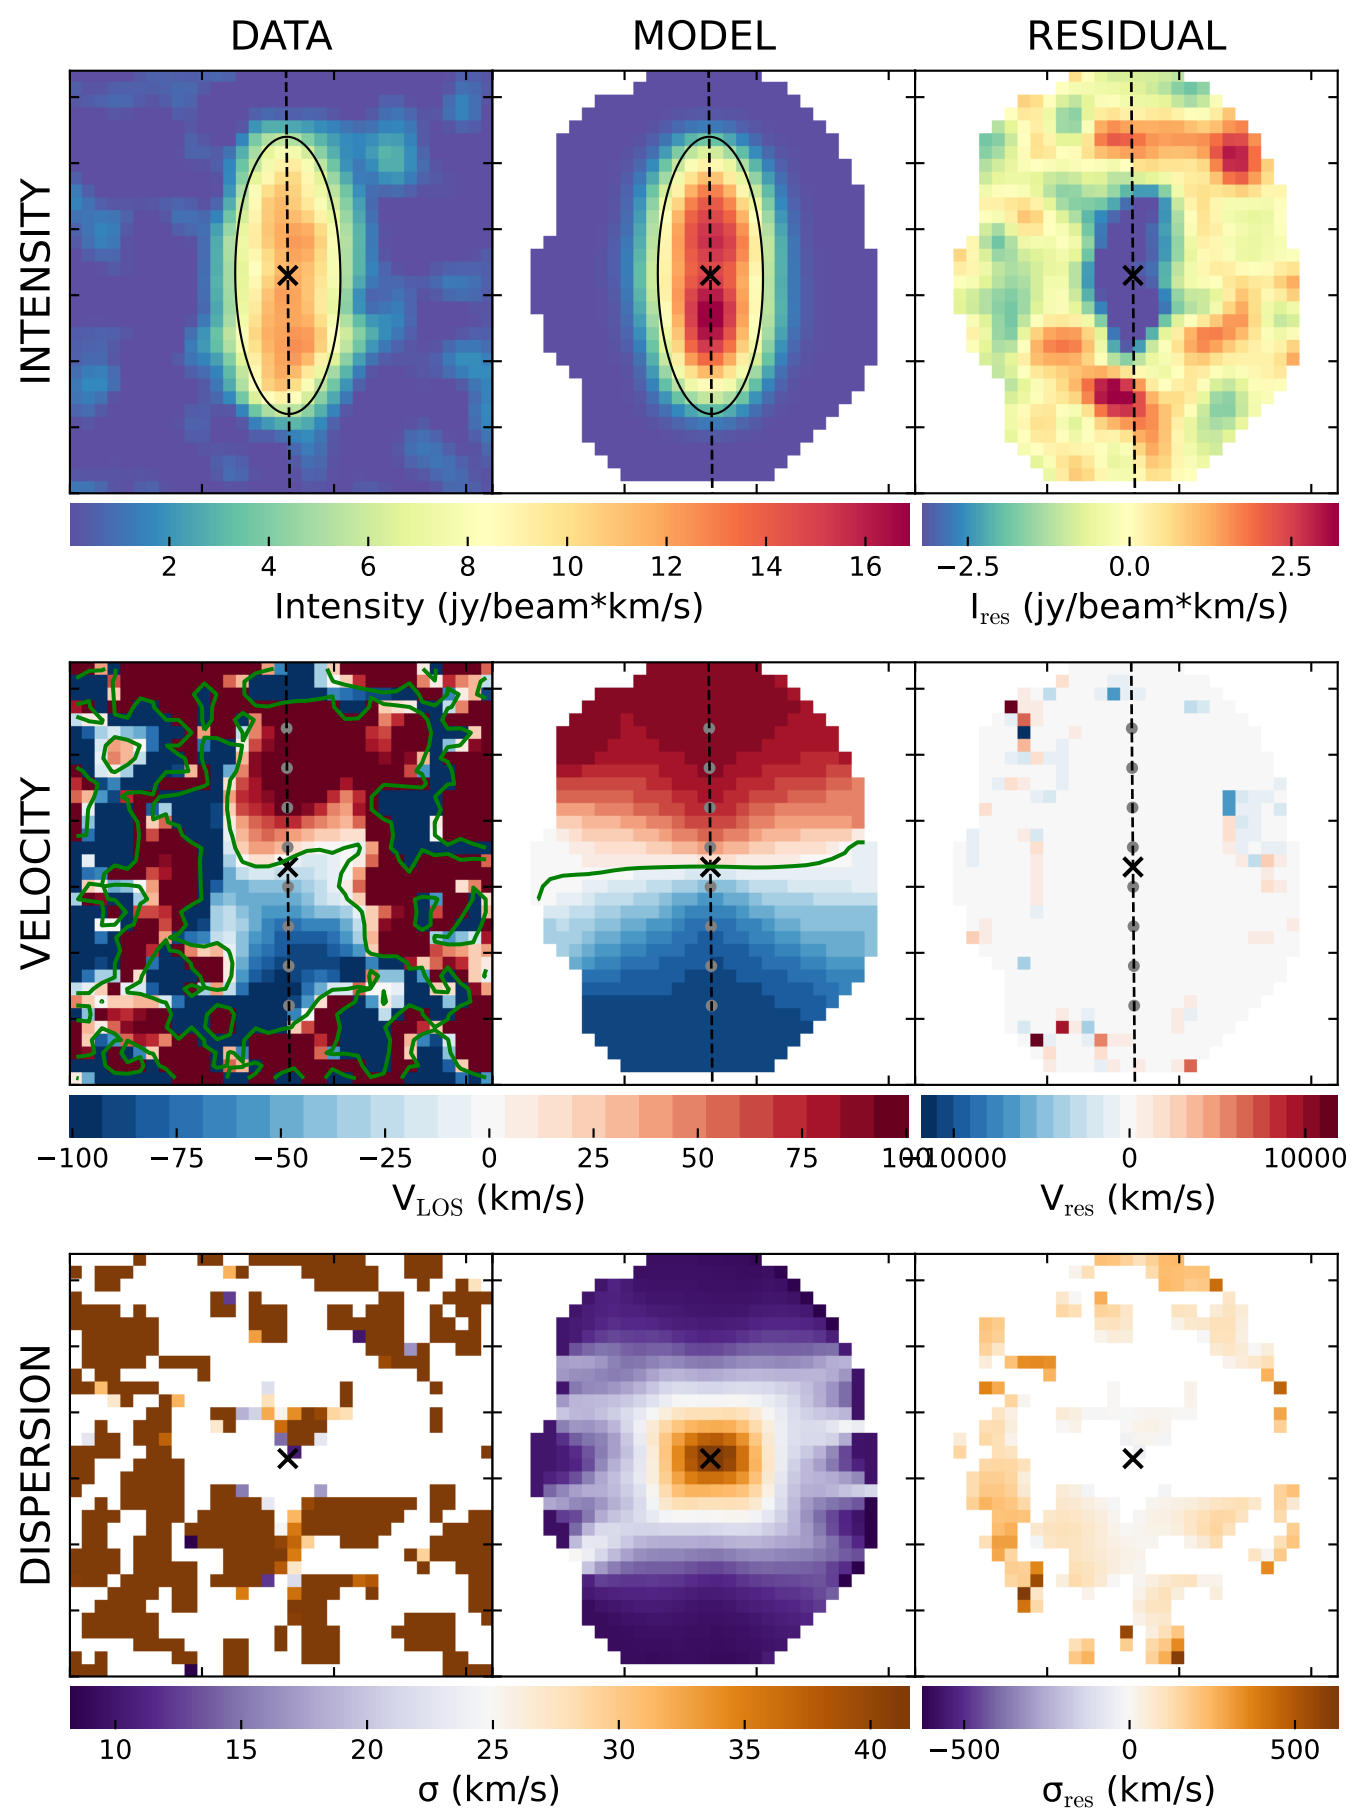 DATA MODEL RESIDUAL
INTENSITY
2 4 6 8 10 12 14 16 −2.5 0.0 2.5
Intensity (jy/beam*km/s) Ires (jy/beam*km/s)
VELOCITY
−100 −75 −50 −25 0 25 50 75 100 −10000 0 10000
VLOS (km/s) Vres (km/s)
DISPERSION
10 15 20 25 30 35 40 −500 0 500
σ (km/s) σres (km/s)